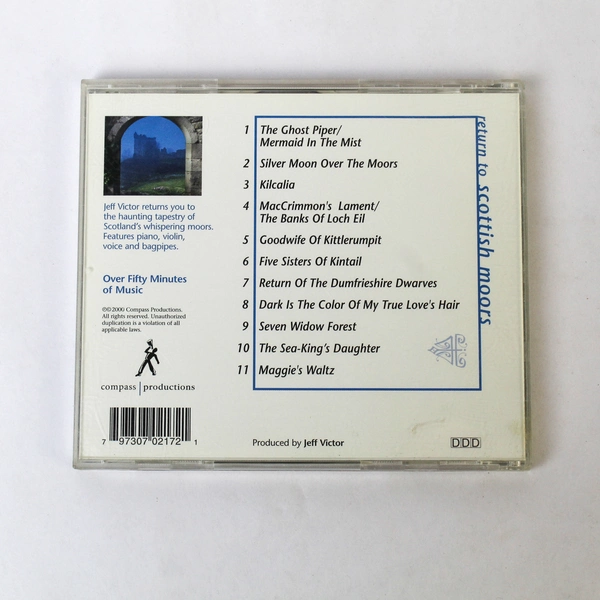 Jeff Victor returns you to
the haunting tapestry of
Scotland's whispering moors.
Features piano, violin,
voice and bagpipes.
Over Fifty Minutes
of Music
©℗2000 Compass Productions.
All rights reserved. Unauthorized
duplication is a violation of all
applicable laws.
compass | productions
7 97307 02172 1
1 The Ghost Piper/
Mermaid In The Mist
2 Silver Moon Over The Moors
3 Kilcalia
4 MacCrimmon's Lament/
The Banks Of Loch Eil
5 Goodwife Of Kittlerumpit
6 Five Sisters Of Kintail
7 Return Of The Dumfrieshire Dwarves
8 Dark Is The Color Of My True Love's Hair
9 Seven Widow Forest
10 The Sea-King's Daughter
11 Maggie's Waltz
return to scottish moors
Produced by Jeff Victor
DDD